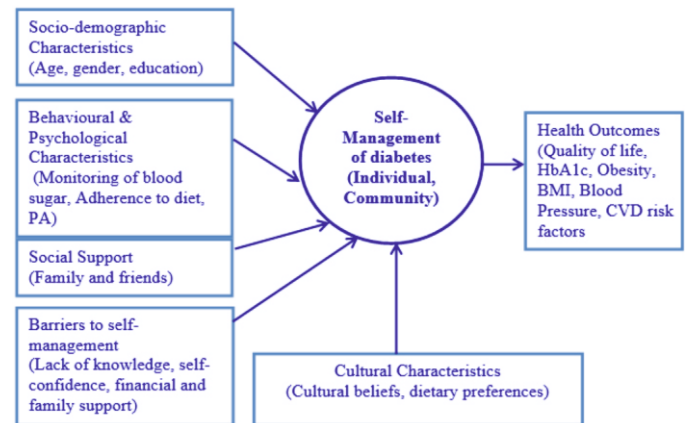 Socio-demographic
Characteristics
(Age, gender, education)
Behavioural &
Psychological
Characteristics
(Monitoring of blood
sugar, Adherence to diet,
PA)
Social Support
(Family and friends)
Barriers to self-
management
(Lack of knowledge, self-
confidence, financial and
family support)
Self-
Management
of diabetes
(Individual,
Community)
Cultural Characteristics
(Cultural beliefs, dietary preferences)
Health Outcomes
(Quality of life,
HbA1c, Obesity,
BMI, Blood
Pressure, CVD risk
factors